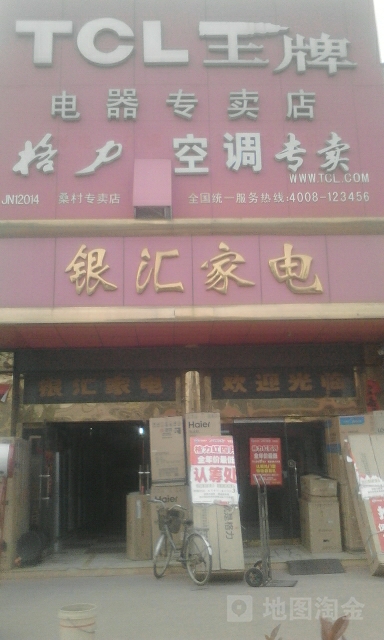 TCL王牌
电器专卖店
格力 空调专卖
WWW.TCL.COM
JN12014 桑村专卖店 全国统一服务热线:4008-123456
银汇家电
银汇家电 欢迎光临
Haier
Haier
认筹处
地图淘金